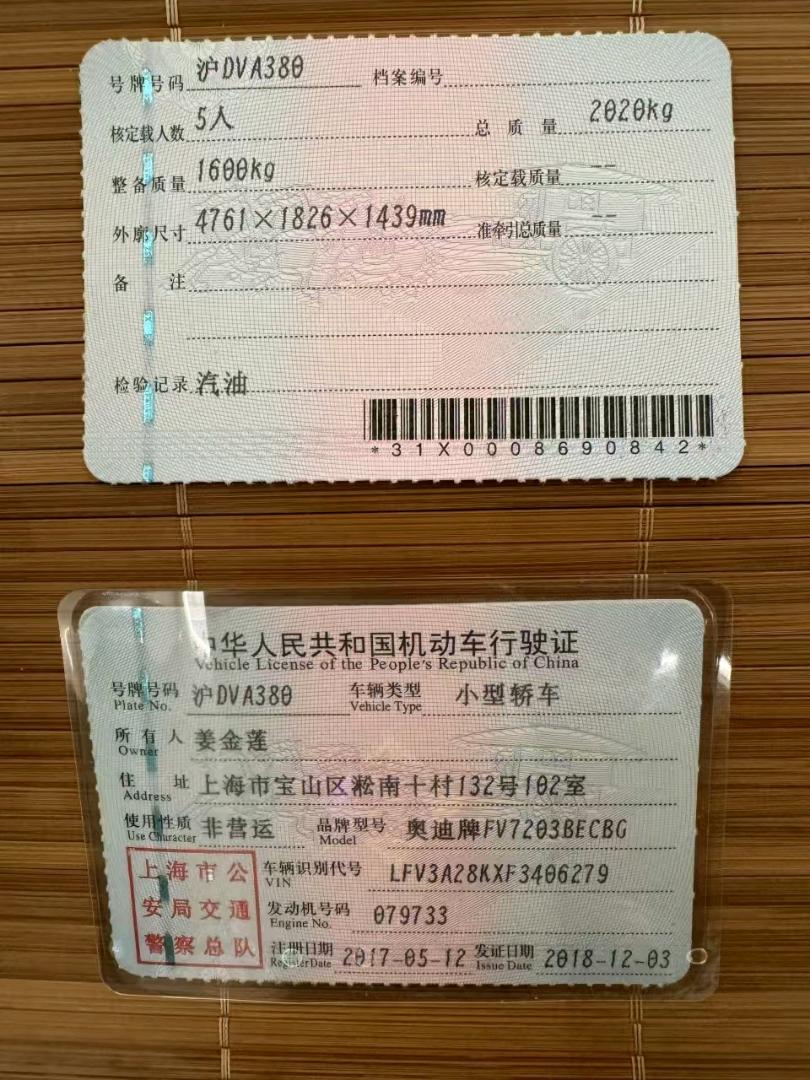 号牌号码 沪DVA380 档案编号
核定载人数 5人 总质量 2020kg
整备质量 1600kg 核定载质量 --
外廓尺寸 4761×1826×1439mm 准牵引总质量 --
备注
检验记录 汽油
*31X0008690842*
中华人民共和国机动车行驶证
Vehicle License of the People's Republic of China
号牌号码 沪DVA380 车辆类型 小型轿车
Plate No. Vehicle Type
所有人 姜金莲
Owner
住址 上海市宝山区淞南十村132号102室
Address
使用性质 非营运 品牌型号 奥迪牌FV7203BECBG
Use Character Model
上海市公安局交通警察总队
车辆识别代号 LFV3A28KXF3406279
VIN
发动机号码 079733
Engine No.
注册日期 2017-05-12 发证日期 2018-12-03
Register Date Issue Date